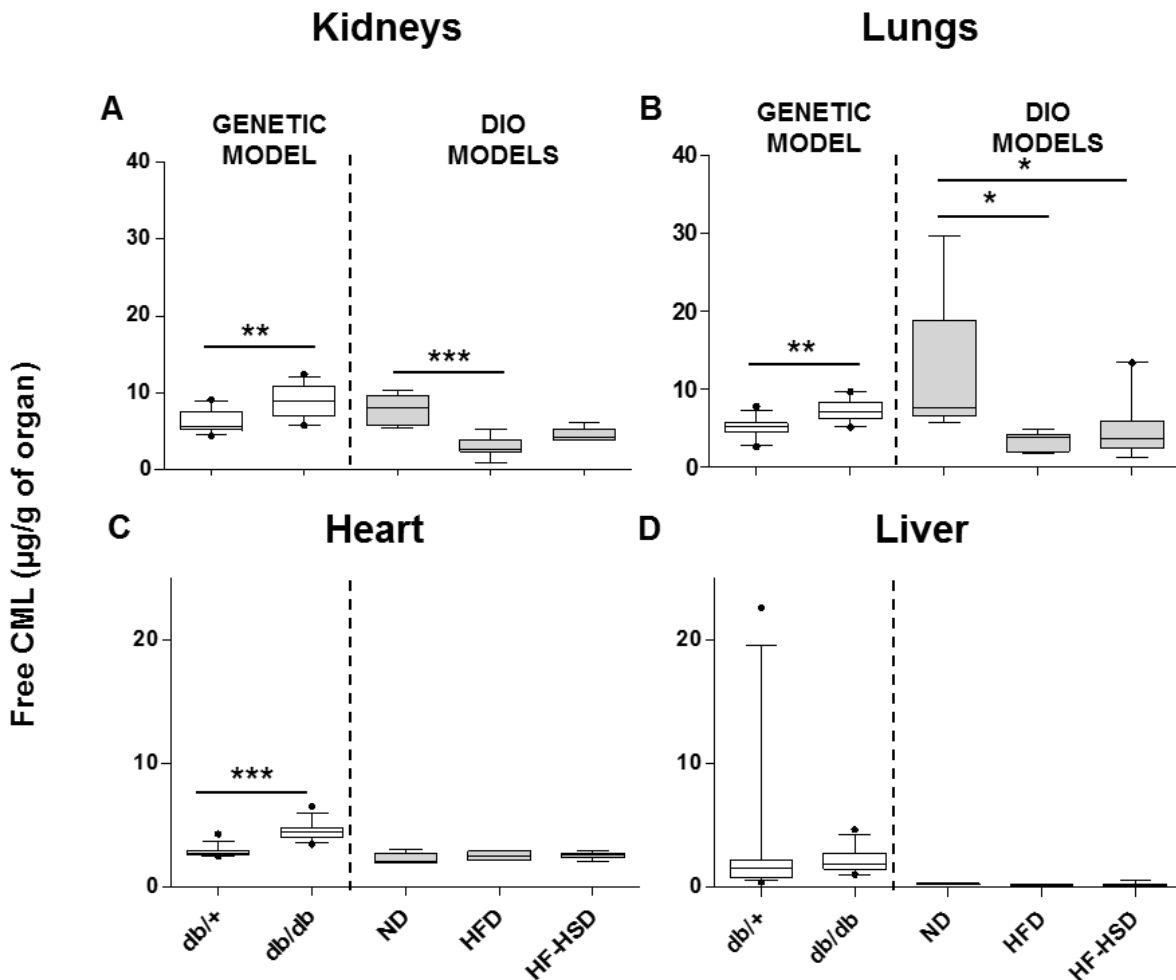 Kidneys
Lungs
A
GENETIC
MODEL
DIO
MODELS
B
GENETIC
MODEL
DIO
MODELS
40
30
20
10
0
**
***
40
30
20
10
0
**
*
*
Free CML (µg/g of organ)
C
Heart
D
Liver
20
10
0
***
20
10
0
db/+
db/db
ND
HFD
HF-HSD
db/+
db/db
ND
HFD
HF-HSD